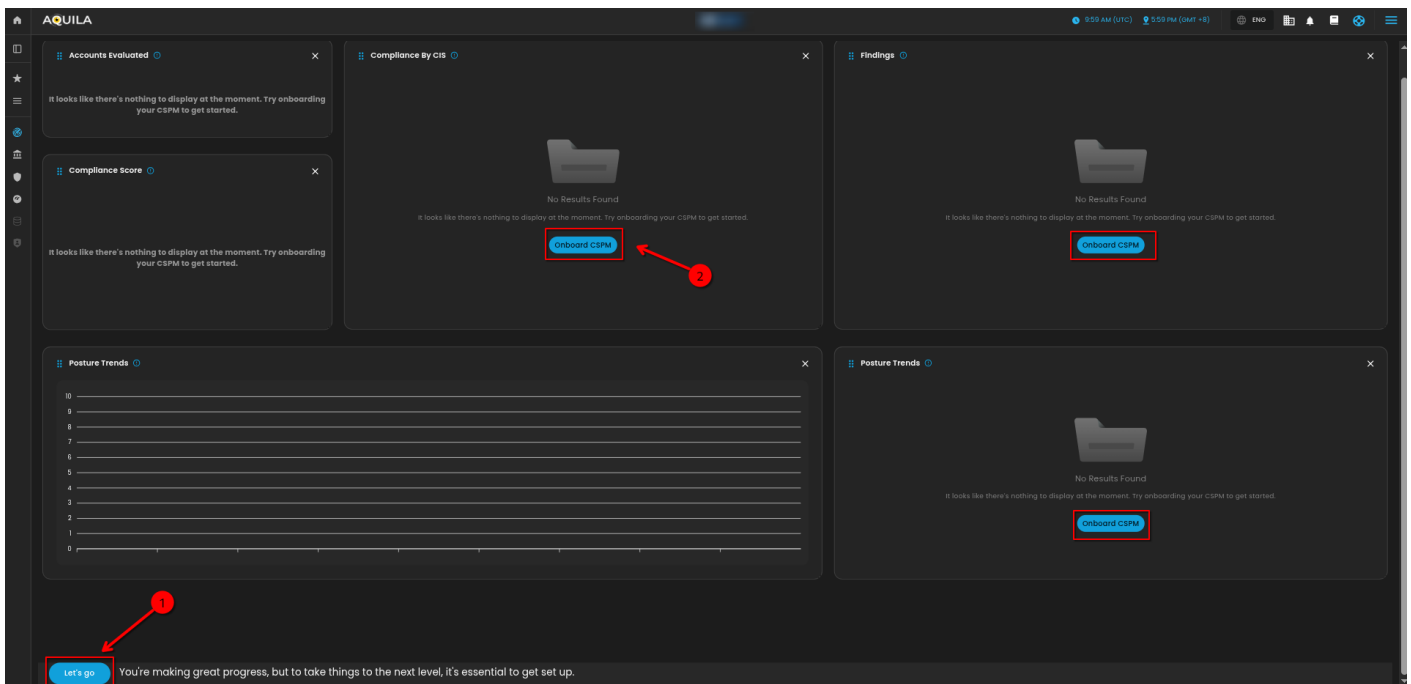 AQUILA
9:59 AM (UTC) 5:59 PM (GMT +8) ENG
Accounts Evaluated
It looks like there's nothing to display at the moment. Try onboarding
your CSPM to get started.
Compliance Score
It looks like there's nothing to display at the moment. Try onboarding
your CSPM to get started.
Compliance By CIS
No Results Found
It looks like there's nothing to display at the moment. Try onboarding your CSPM to get started.
Onboard CSPM
2
Findings
No Results Found
It looks like there's nothing to display at the moment. Try onboarding your CSPM to get started.
Onboard CSPM
Posture Trends
10
9
8
7
6
5
4
3
2
1
0
Posture Trends
No Results Found
It looks like there's nothing to display at the moment. Try onboarding your CSPM to get started.
Onboard CSPM
1
Let's go
You're making great progress, but to take things to the next level, it's essential to get set up.